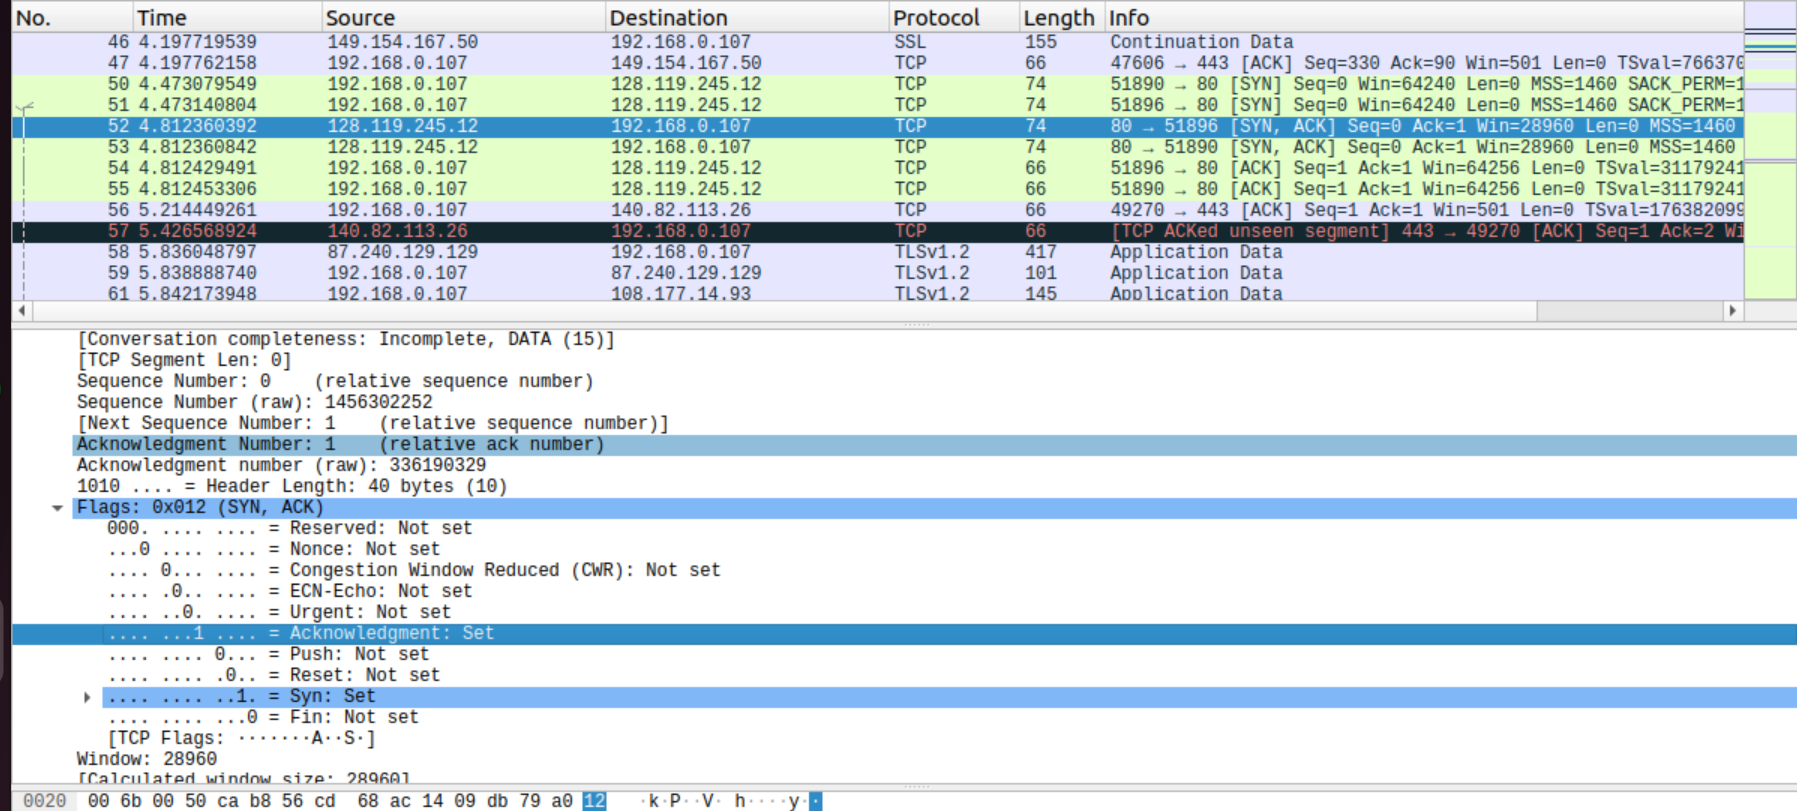 No. Time Source Destination Protocol Length Info
46 4.197719539 149.154.167.50 192.168.0.107 SSL 155 Continuation Data
47 4.197762158 192.168.0.107 149.154.167.50 TCP 66 47606 → 443 [ACK] Seq=330 Ack=90 Win=501 Len=0 TSval=766370
50 4.473079549 192.168.0.107 128.119.245.12 TCP 74 51890 → 80 [SYN] Seq=0 Win=64240 Len=0 MSS=1460 SACK_PERM=1
51 4.473140804 192.168.0.107 128.119.245.12 TCP 74 51896 → 80 [SYN] Seq=0 Win=64240 Len=0 MSS=1460 SACK_PERM=1
52 4.812360392 128.119.245.12 192.168.0.107 TCP 74 80 → 51896 [SYN, ACK] Seq=0 Ack=1 Win=28960 Len=0 MSS=1460
53 4.812360842 128.119.245.12 192.168.0.107 TCP 74 80 → 51890 [SYN, ACK] Seq=0 Ack=1 Win=28960 Len=0 MSS=1460
54 4.812429491 192.168.0.107 128.119.245.12 TCP 66 51896 → 80 [ACK] Seq=1 Ack=1 Win=64256 Len=0 TSval=31179241
55 4.812453306 192.168.0.107 128.119.245.12 TCP 66 51890 → 80 [ACK] Seq=1 Ack=1 Win=64256 Len=0 TSval=31179241
56 5.214449261 192.168.0.107 140.82.113.26 TCP 66 49270 → 443 [ACK] Seq=1 Ack=1 Win=501 Len=0 TSval=176382099
57 5.426568924 140.82.113.26 192.168.0.107 TCP 66 [TCP ACKed unseen segment] 443 → 49270 [ACK] Seq=1 Ack=2 Wi
58 5.836048797 87.240.129.129 192.168.0.107 TLSv1.2 417 Application Data
59 5.838888740 192.168.0.107 87.240.129.129 TLSv1.2 101 Application Data
61 5.842173948 192.168.0.107 108.177.14.93 TLSv1.2 145 Application Data
[Conversation completeness: Incomplete, DATA (15)]
[TCP Segment Len: 0]
Sequence Number: 0 (relative sequence number)
Sequence Number (raw): 1456302252
[Next Sequence Number: 1 (relative sequence number)]
Acknowledgment Number: 1 (relative ack number)
Acknowledgment number (raw): 336190329
1010 .... = Header Length: 40 bytes (10)
Flags: 0x012 (SYN, ACK)
000. .... .... = Reserved: Not set
...0 .... .... = Nonce: Not set
.... 0... .... = Congestion Window Reduced (CWR): Not set
.... .0.. .... = ECN-Echo: Not set
.... ..0. .... = Urgent: Not set
.... ...1 .... = Acknowledgment: Set
.... .... 0... = Push: Not set
.... .... .0.. = Reset: Not set
.... .... ..1. = Syn: Set
.... .... ...0 = Fin: Not set
[TCP Flags: ·······A··S·]
Window: 28960
[Calculated window size: 28960]
0020 00 6b 00 50 ca b8 56 cd 68 ac 14 09 db 79 a0 12 ·k·P··V· h····y··